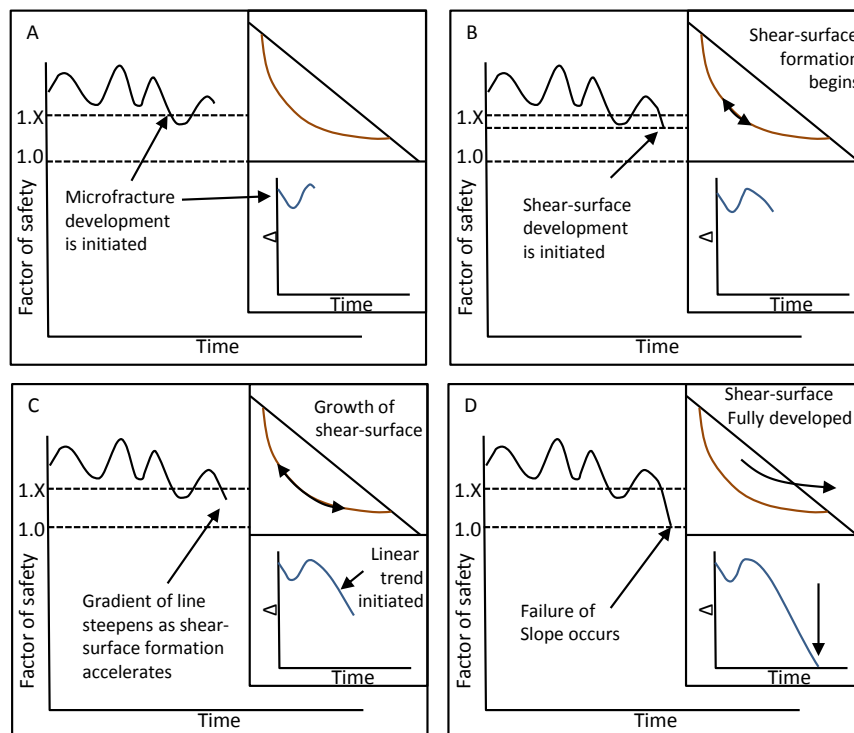 A
1.X
1.0
Factor of safety
Microfracture
development
is initiated
Δ
Time
Time
B
Shear-surface
formation
begins
1.X
1.0
Factor of safety
Shear-surface
development
is initiated
Δ
Time
Time
C
Growth of
shear-surface
1.X
1.0
Factor of safety
Linear
trend
initiated
Gradient of line
steepens as shear-
surface formation
accelerates
Δ
Time
Time
D
Shear-surface
Fully developed
1.X
1.0
Factor of safety
Failure of
Slope occurs
Δ
Time
Time